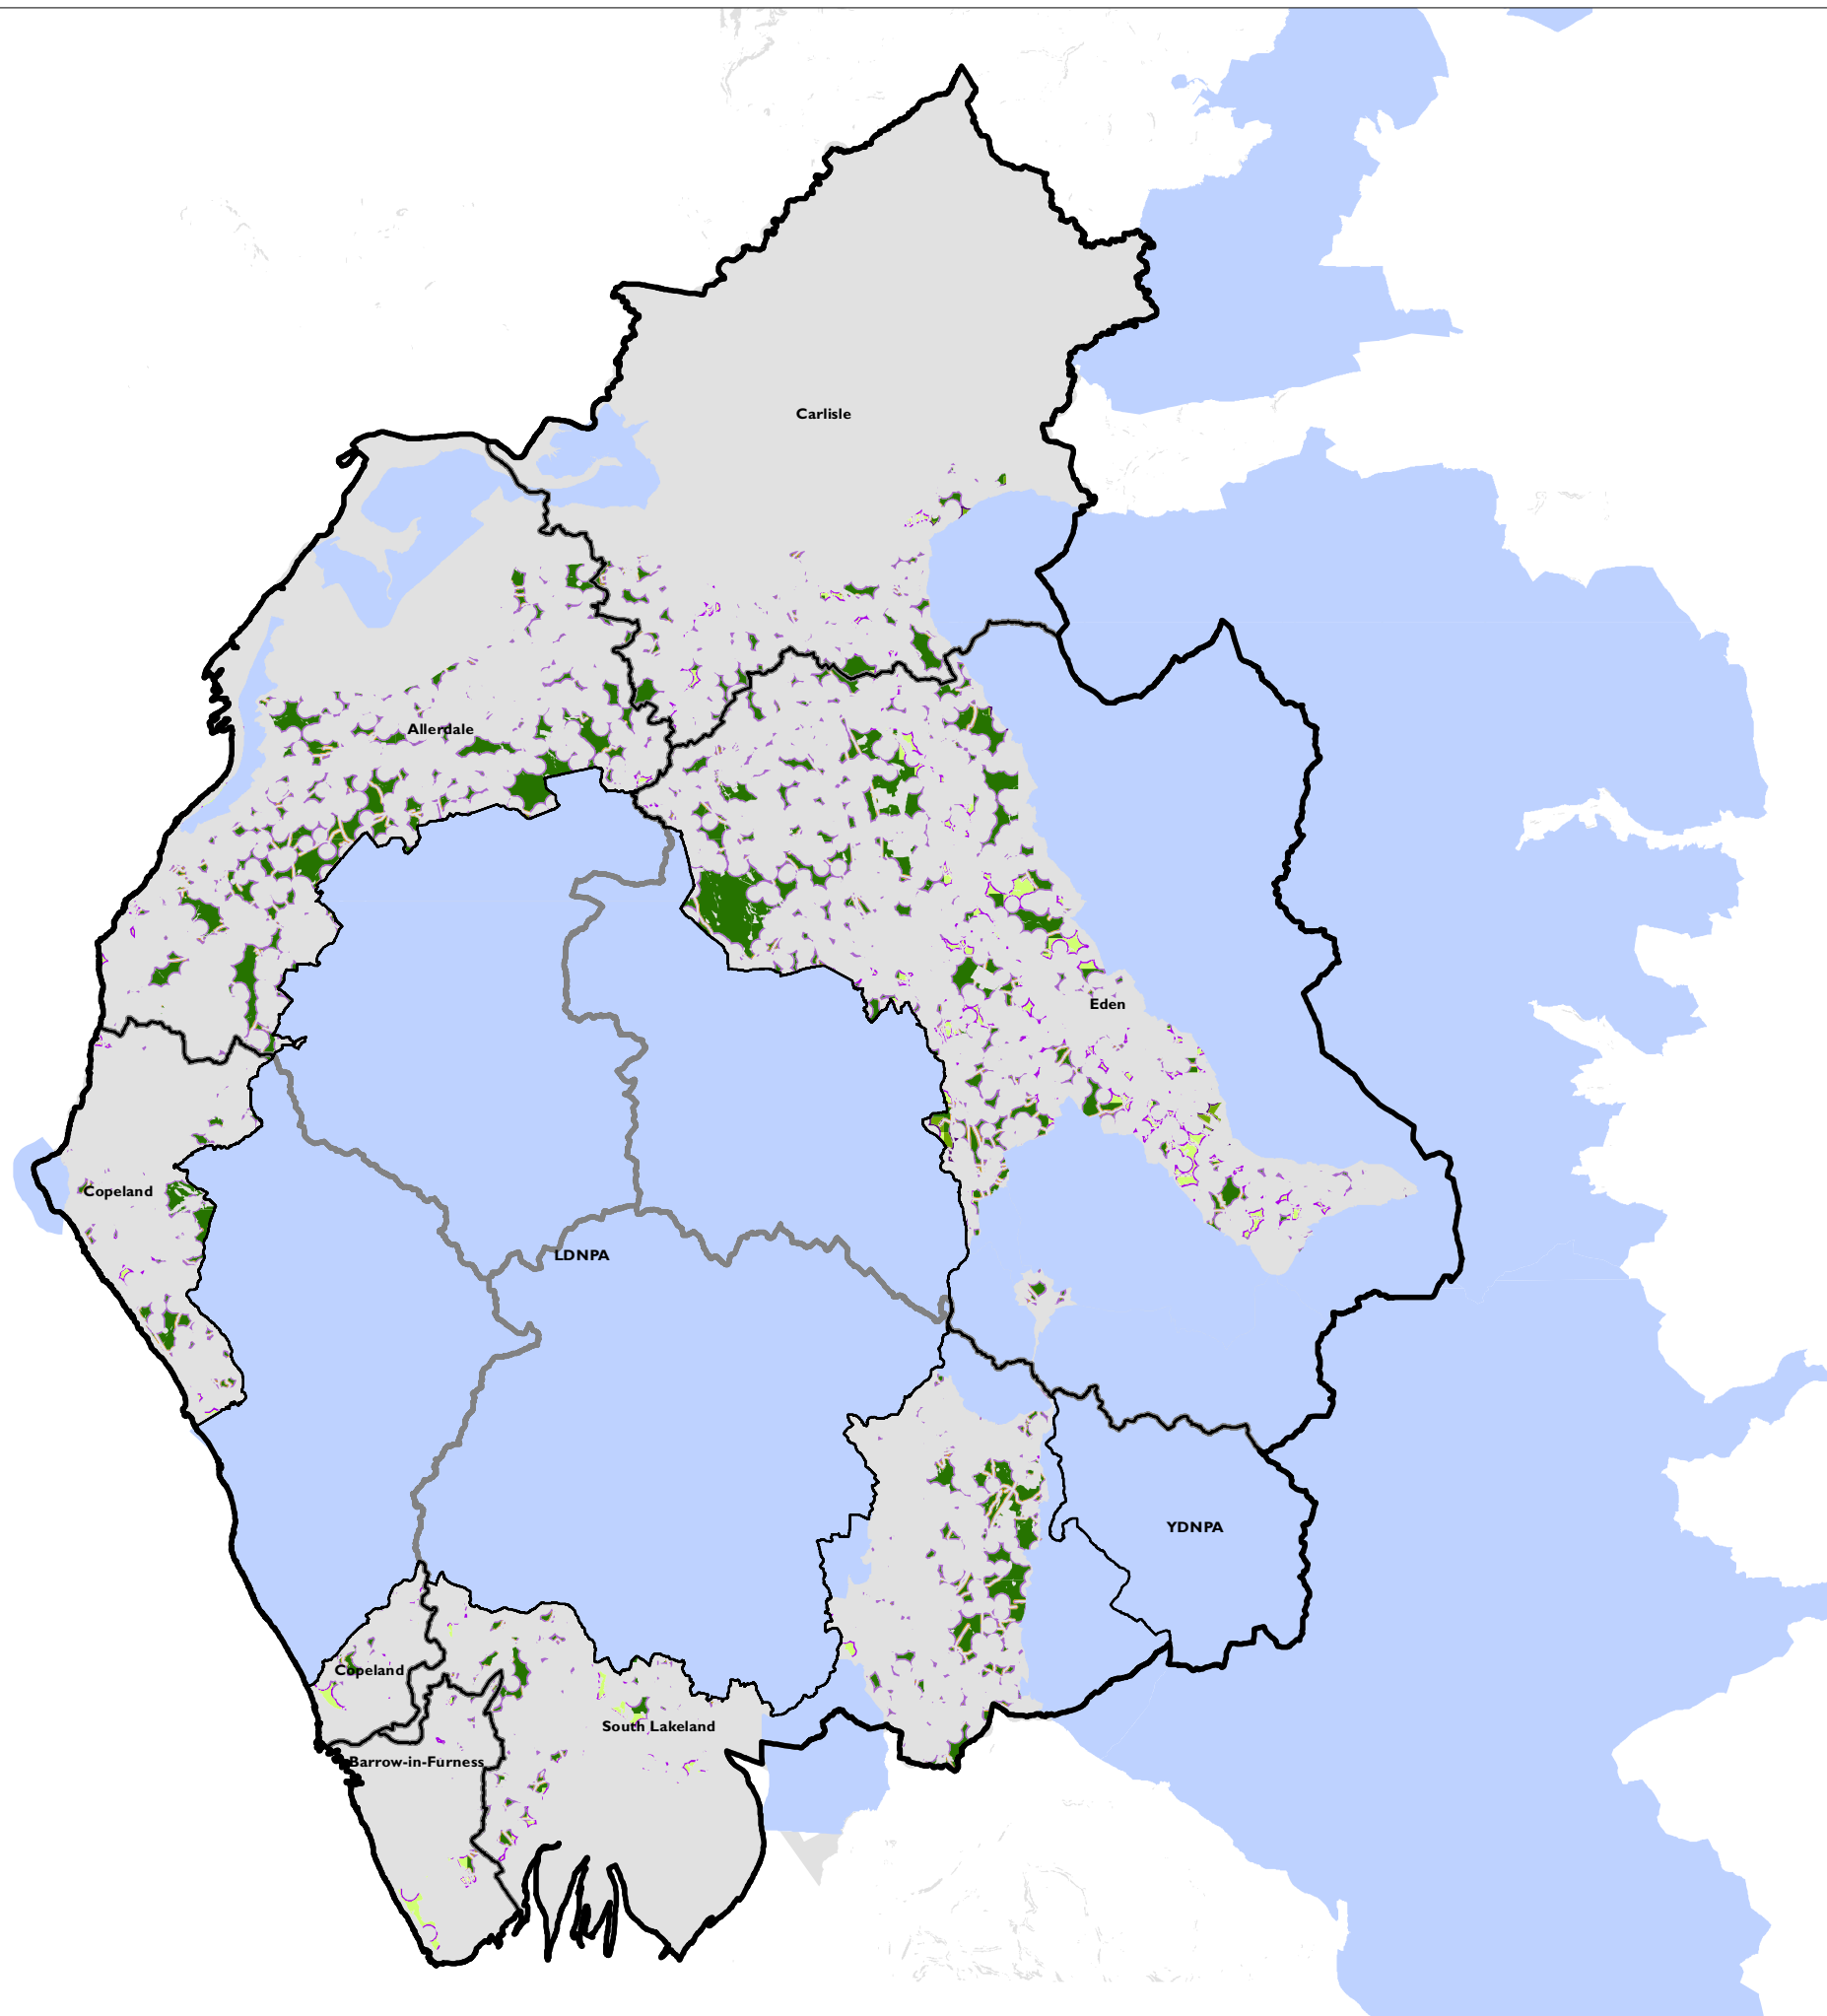 Carlisle
Allerdale
Eden
Copeland
LDNPA
YDNPA
Copeland
South Lakeland
Barrow-in-Furness